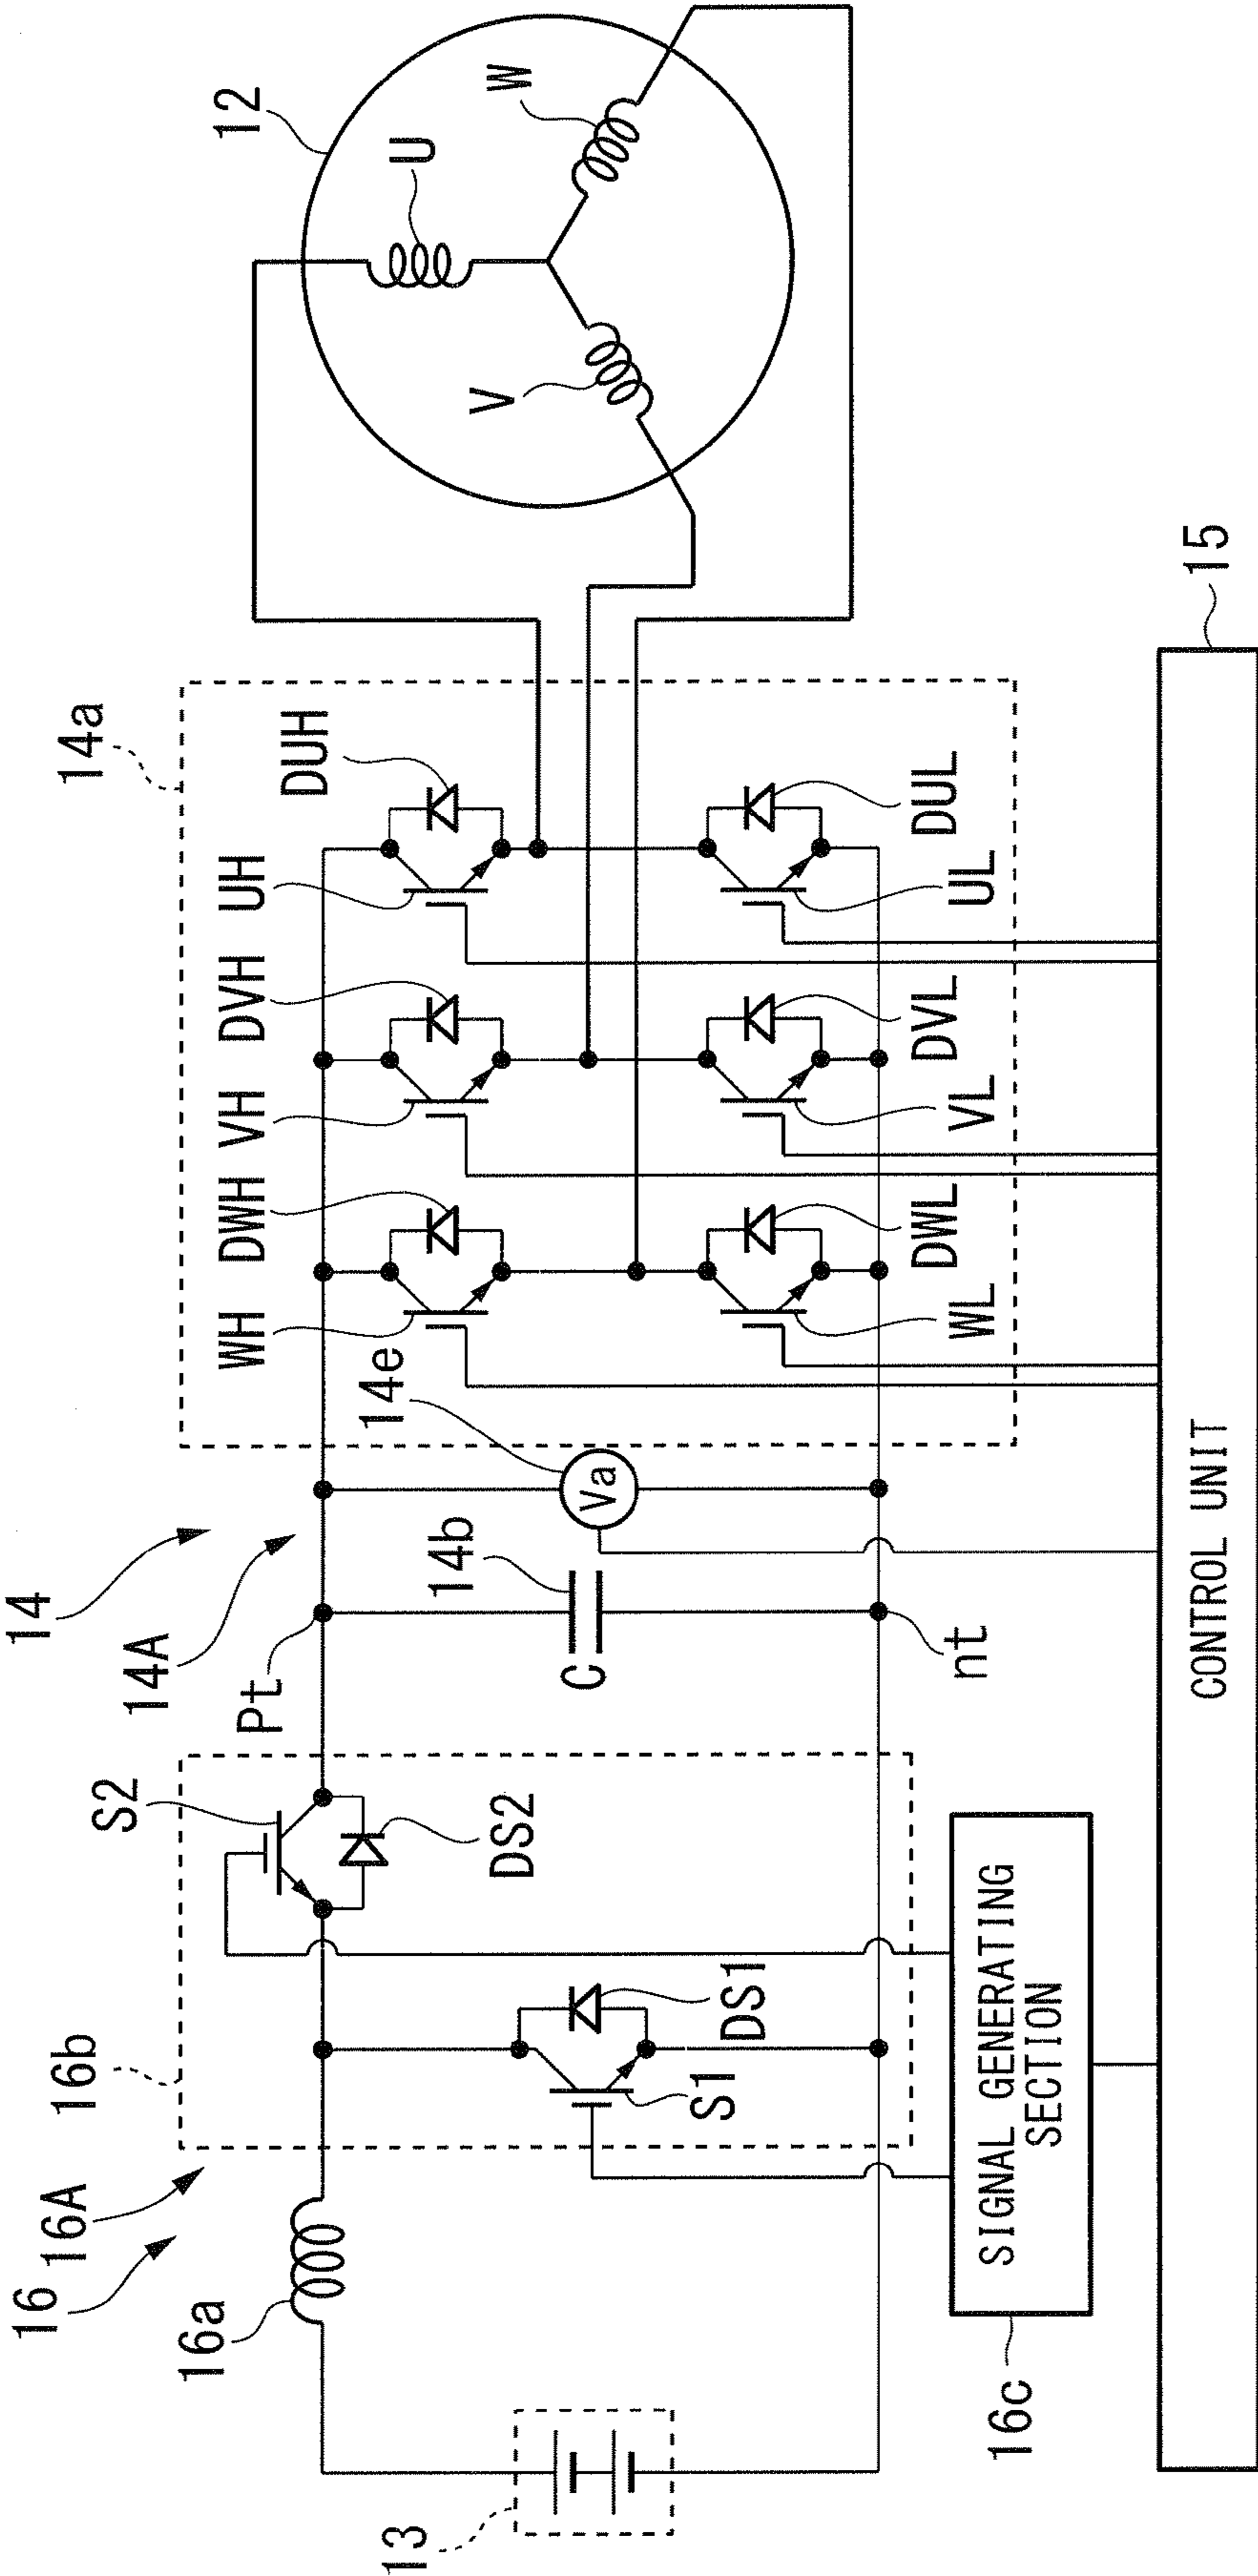 14
14A
14a
12
U
W
V
16
16A
16b
S2
Pt
14e
WH
DWH
VH
DVH
UH
DUH
16a
DS2
14b
Va
C
S1
DS1
nt
WL
DWL
VL
DVL
UL
DUL
13
16c
SIGNAL GENERATING
SECTION
15
CONTROL UNIT